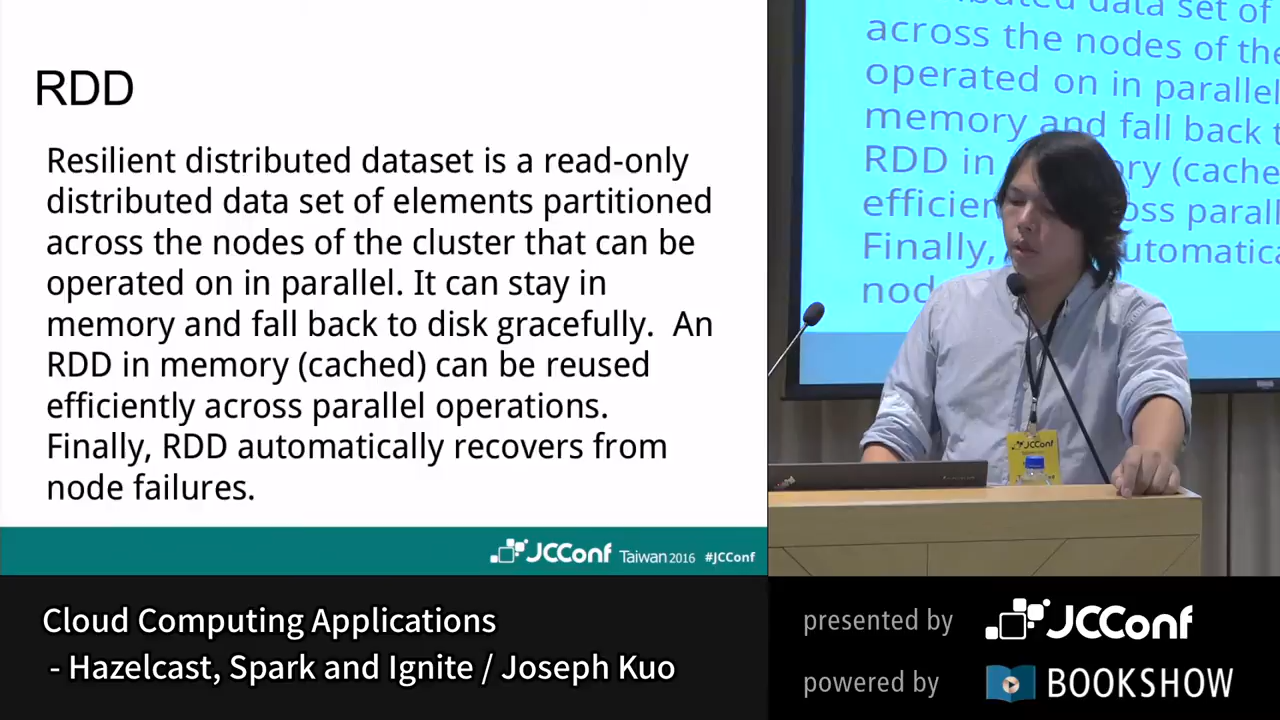 RDD
Resilient distributed dataset is a read-only
distributed data set of elements partitioned
across the nodes of the cluster that can be
operated on in parallel. It can stay in
memory and fall back to disk gracefully.  An
RDD in memory (cached) can be reused
efficiently across parallel operations.
Finally, RDD automatically recovers from
node failures.
JCConf Taiwan 2016 #JCConf
data set of
across the nodes of the
operated on in parallel
memory and fall back
RDD in
Finally,
JCConf
Cloud Computing Applications
- Hazelcast, Spark and Ignite / Joseph Kuo
presented by JCConf
powered by BOOKSHOW